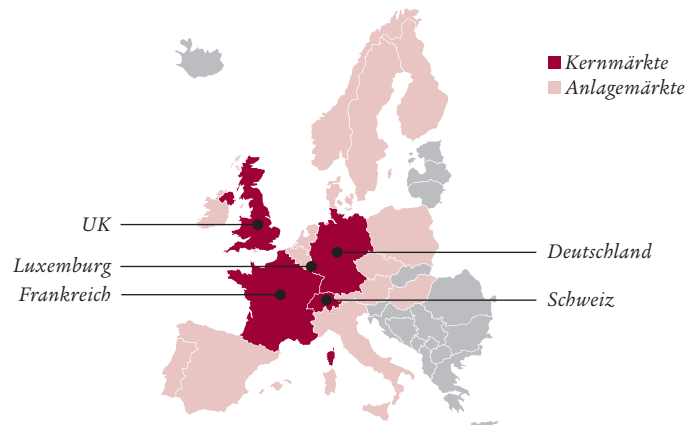 Kernmärkte
Anlagemärkte
UK
Luxemburg
Frankreich
Deutschland
Schweiz